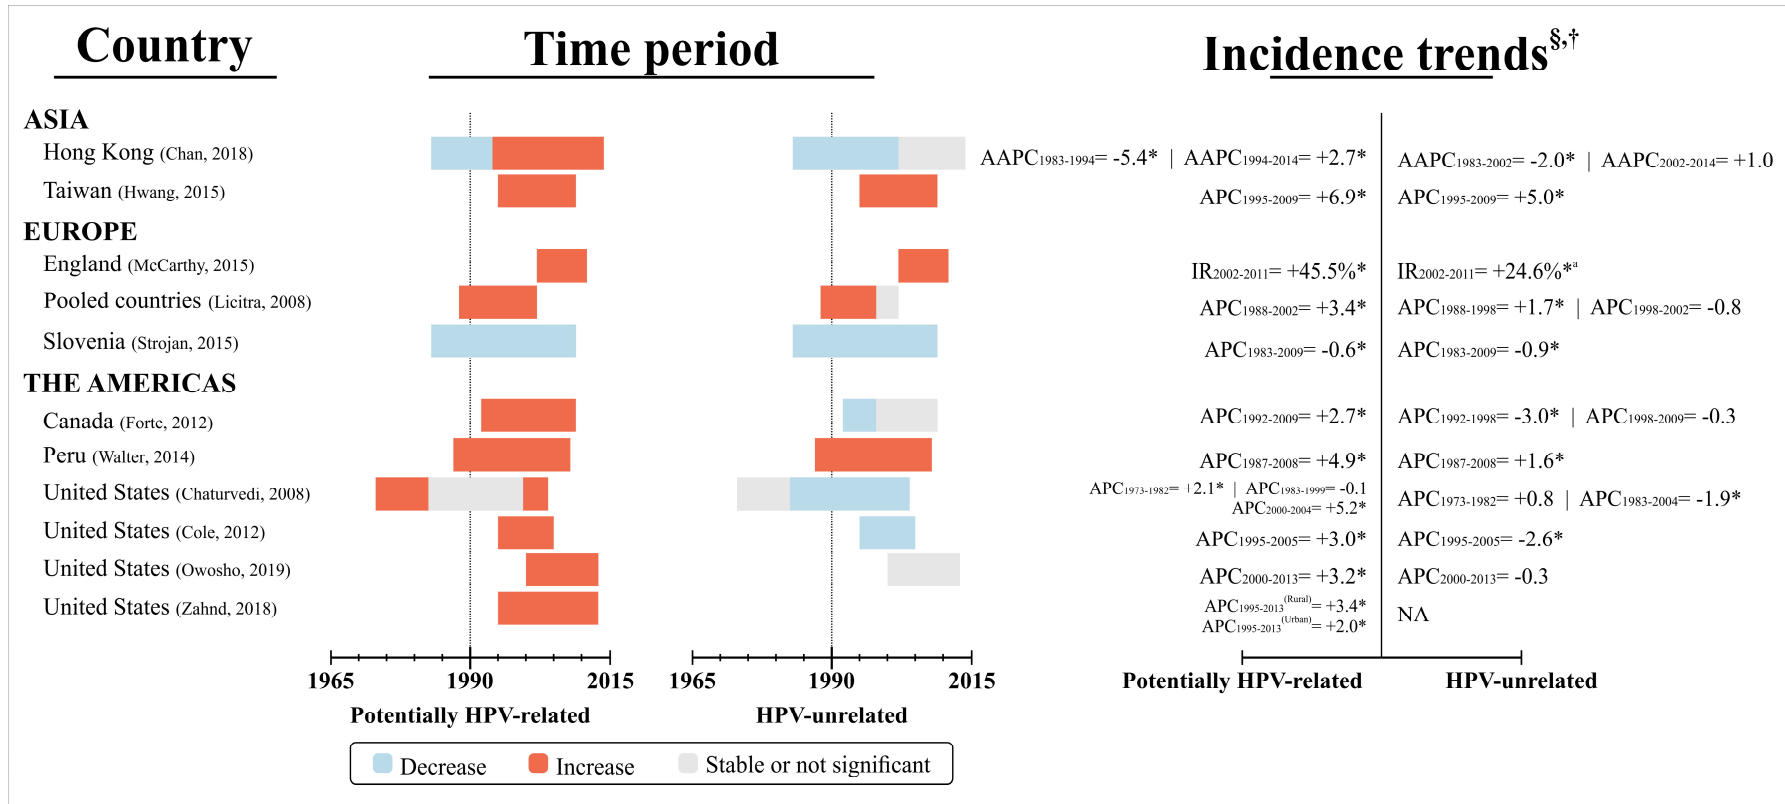 Country
Time period
Incidence trends§,†
ASIA
Hong Kong (Chan, 2018)
AAPC1983-1994= -5.4* | AAPC1994-2014= +2.7*
AAPC1983-2002= -2.0* | AAPC2002-2014= +1.0
Taiwan (Hwang, 2015)
APC1995-2009= +6.9*
APC1995-2009= +5.0*
EUROPE
England (McCarthy, 2015)
IR2002-2011= +45.5%*
IR2002-2011= +24.6%*a
Pooled countries (Licitra, 2008)
APC1988-2002= +3.4*
APC1988-1998= +1.7* | APC1998-2002= -0.8
Slovenia (Strojan, 2015)
APC1983-2009= -0.6*
APC1983-2009= -0.9*
THE AMERICAS
Canada (Forte, 2012)
APC1992-2009= +2.7*
APC1992-1998= -3.0* | APC1998-2009= -0.3
Peru (Walter, 2014)
APC1987-2008= +4.9*
APC1987-2008= +1.6*
United States (Chaturvedi, 2008)
APC1973-1982= +2.1* | APC1983-1999= -0.1
APC2000-2004= +5.2*
APC1973-1982= +0.8 | APC1983-2004= -1.9*
United States (Cole, 2012)
APC1995-2005= +3.0*
APC1995-2005= -2.6*
United States (Owosho, 2019)
APC2000-2013= +3.2*
APC2000-2013= -0.3
United States (Zahnd, 2018)
APC1995-2013(Rural)= +3.4*
APC1995-2013(Urban)= +2.0*
NA
1965 1990 2015
1965 1990 2015
Potentially HPV-related
HPV-unrelated
Potentially HPV-related
HPV-unrelated
Decrease
Increase
Stable or not significant